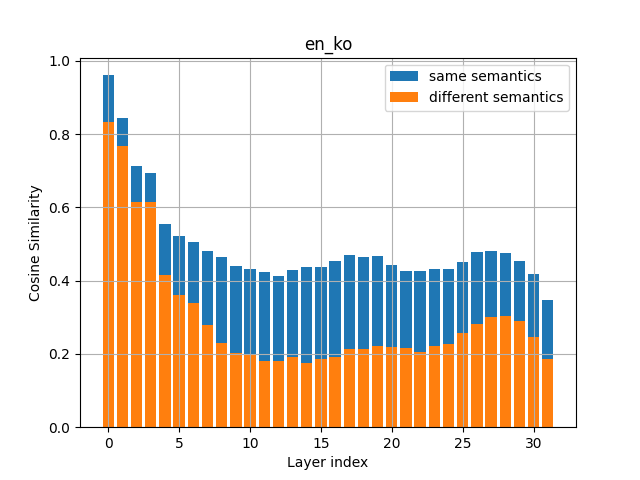 en_ko
same semantics
different semantics
Cosine Similarity
1.0
0.8
0.6
0.4
0.2
0.0
0 5 10 15 20 25 30
Layer index